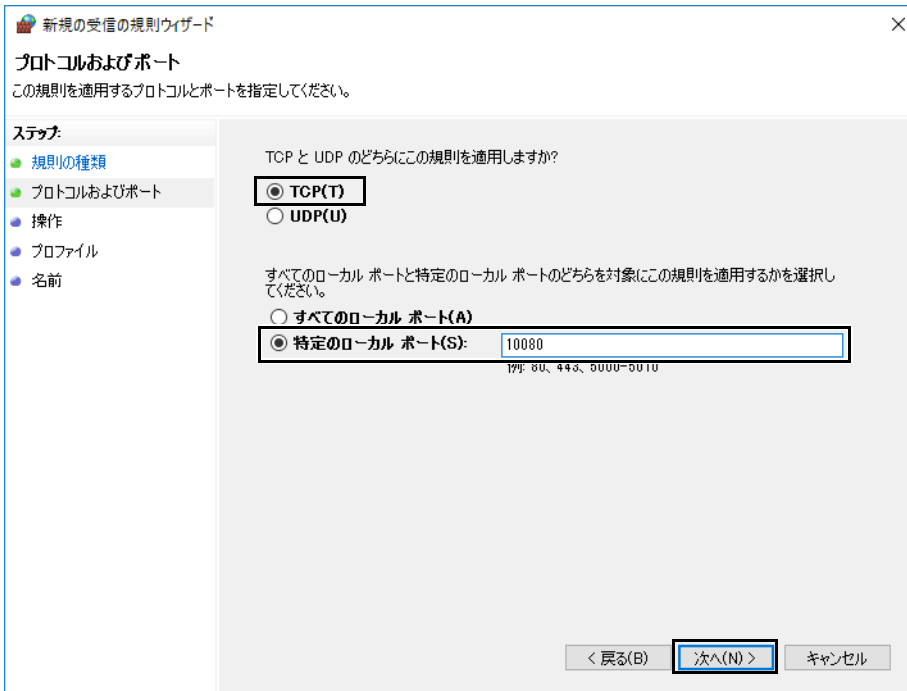 新規の受信の規則ウィザード
プロトコルおよびポート
この規則を適用するプロトコルとポートを指定してください。
ステップ:
規則の種類
プロトコルおよびポート
操作
プロファイル
名前
TCP と UDP のどちらにこの規則を適用しますか?
TCP(T)
UDP(U)
すべてのローカル ポートと特定のローカル ポートのどちらを対象にこの規則を適用するかを選択し
てください。
すべてのローカル ポート(A)
特定のローカル ポート(S):
10080
例: 80、443、5000-5010
< 戻る(B)
次へ(N) >
キャンセル